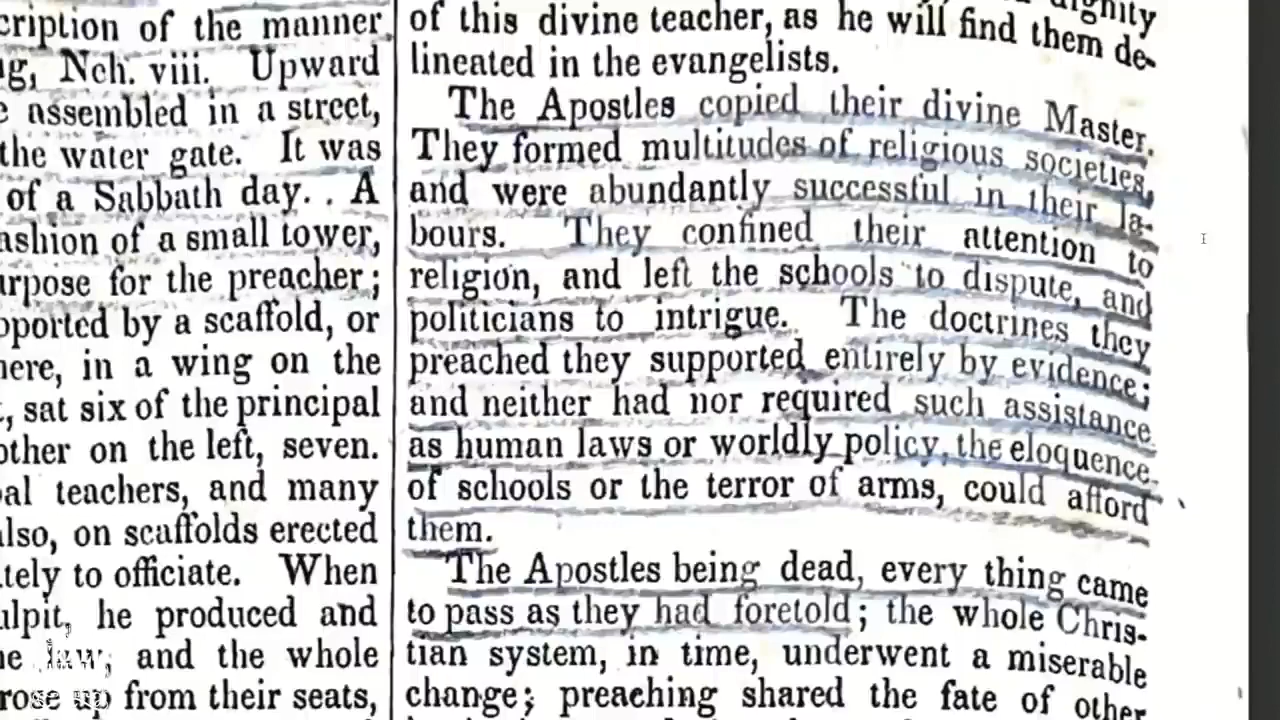 cription of the manner
g, Neh. viii. Upward
e assembled in a street,
the water gate. It was
of a Sabbath day. . A
ashion of a small tower,
urpose for the preacher;
pported by a scaffold, or
here, in a wing on the
, sat six of the principal
other on the left, seven.
al teachers, and many
also, on scaffolds erected
tely to officiate. When
ulpit, he produced and
and the whole
from their seats,
dignity
of this divine teacher, as he will find them de-
lineated in the evangelists.
The Apostles copied their divine Master.
They formed multitudes of religious societies,
and were abundantly successful in their la-
bours. They confined their attention to
religion, and left the schools to dispute, and
politicians to intrigue. The doctrines they
preached they supported entirely by evidence;
and neither had nor required such assistance
as human laws or worldly policy, the eloquence
of schools or the terror of arms, could afford
them.
The Apostles being dead, every thing came
to pass as they had foretold; the whole Chris-
tian system, in time, underwent a miserable
change; preaching shared the fate of other